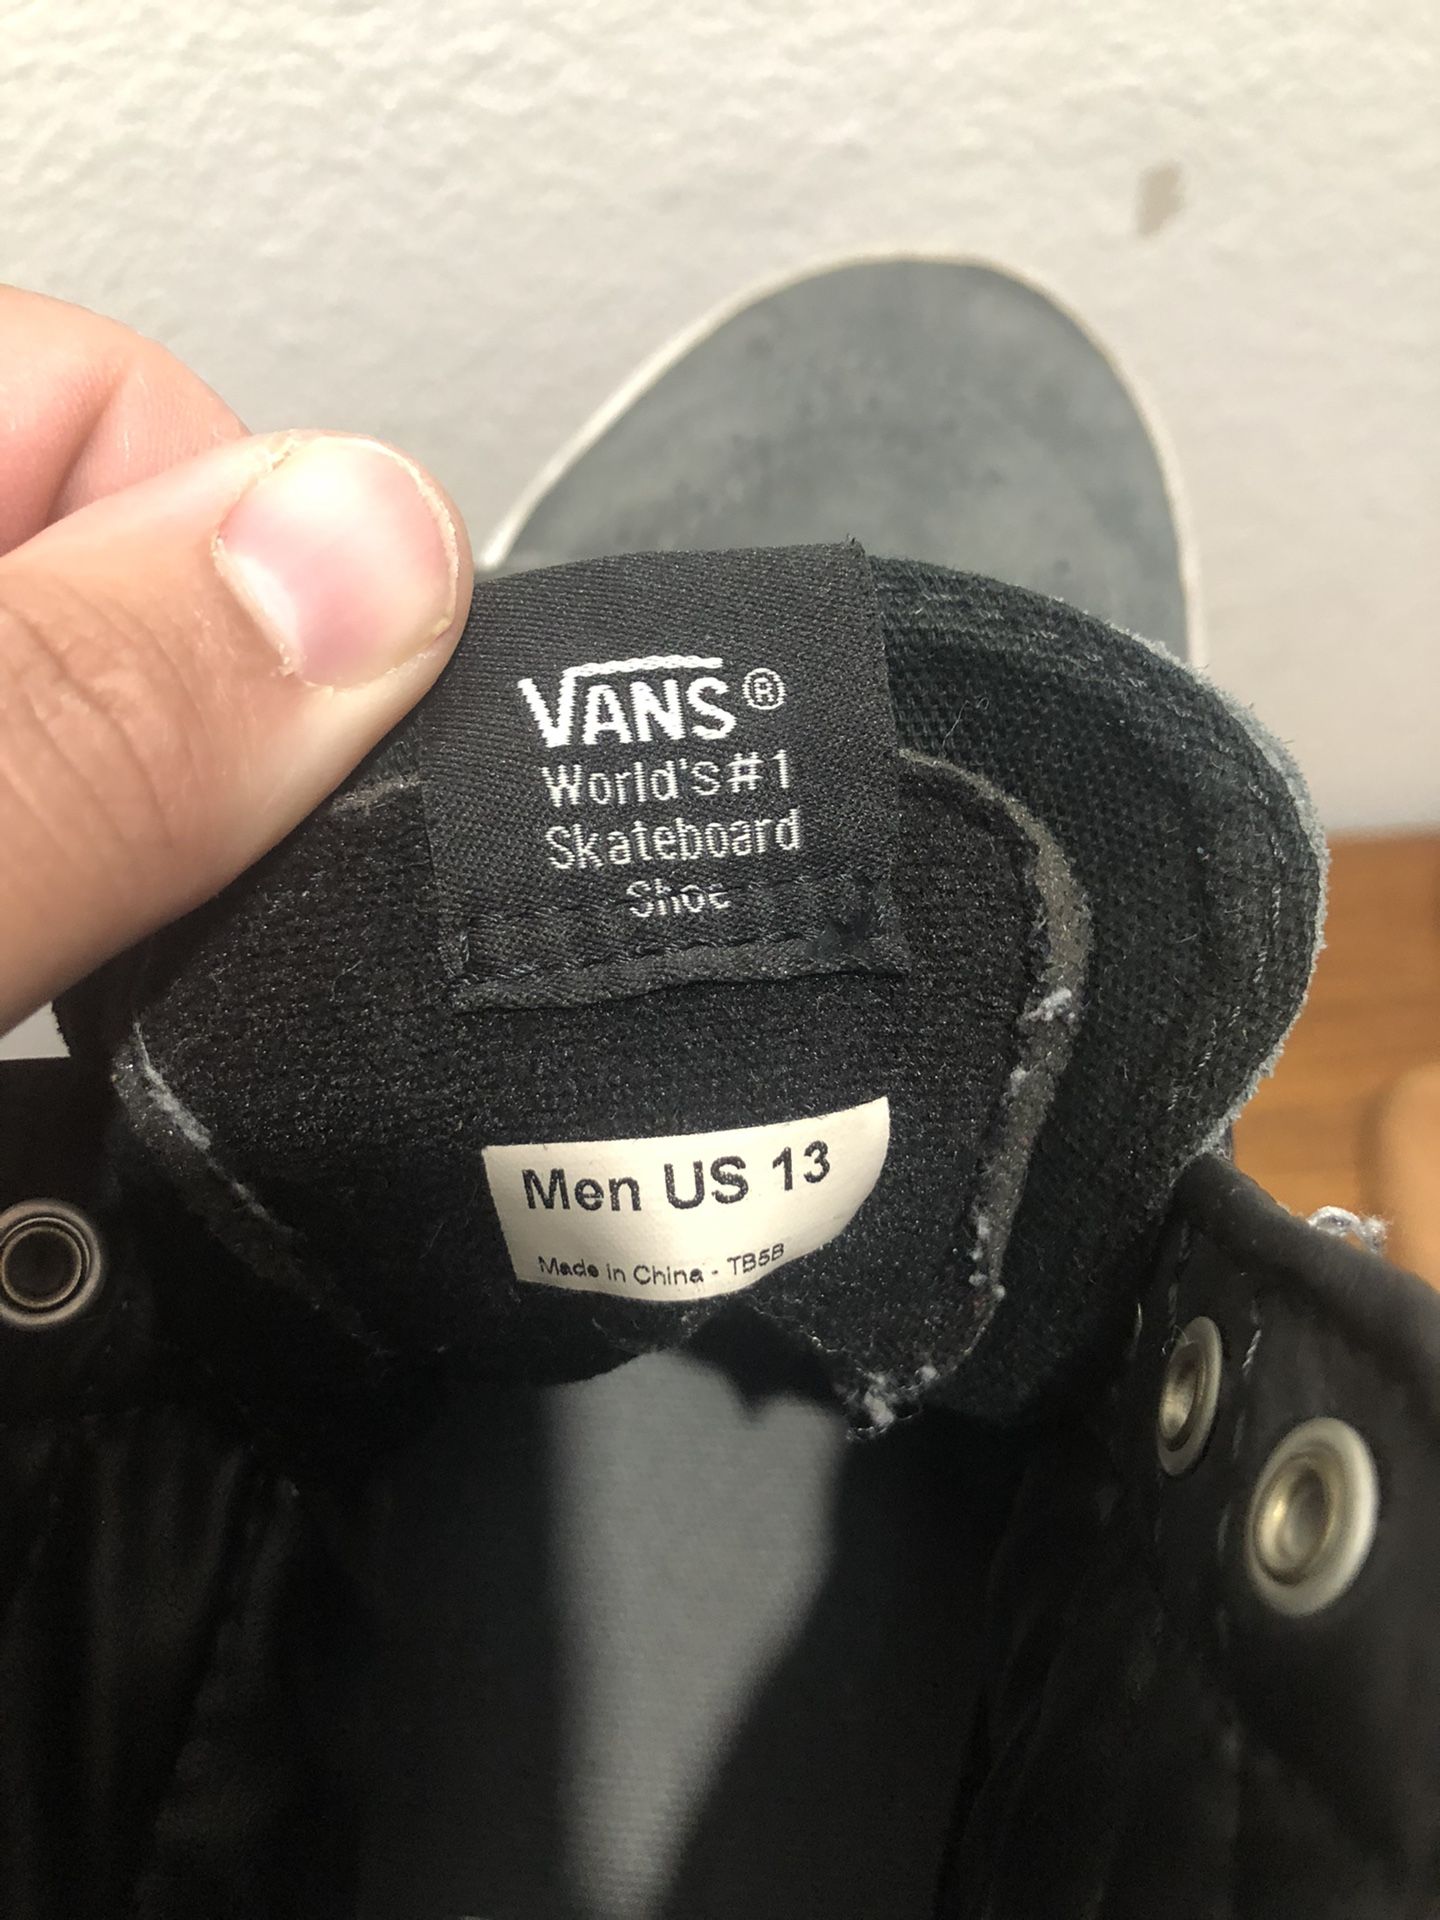 VANS®
World's #1
Skateboard
Shoe
Men US 13
Made in China - TB5B